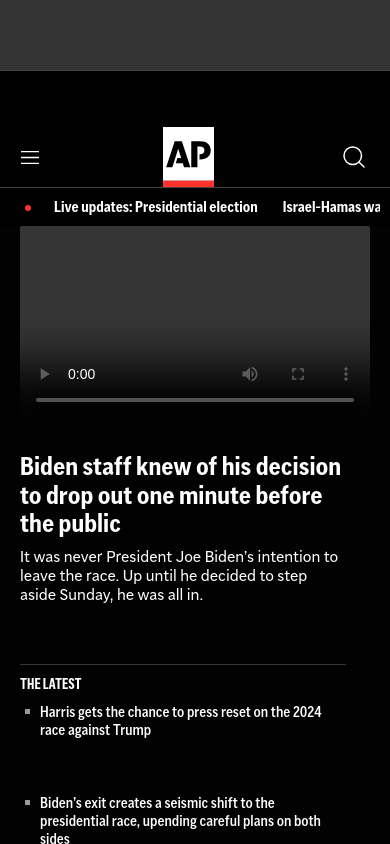 AP
Live updates: Presidential election Israel-Hamas wa
0:00
Biden staff knew of his decision
to drop out one minute before
the public
It was never President Joe Biden's intention to
leave the race. Up until he decided to step
aside Sunday, he was all in.
THE LATEST
Harris gets the chance to press reset on the 2024
race against Trump
Biden's exit creates a seismic shift to the
presidential race, upending careful plans on both
sides